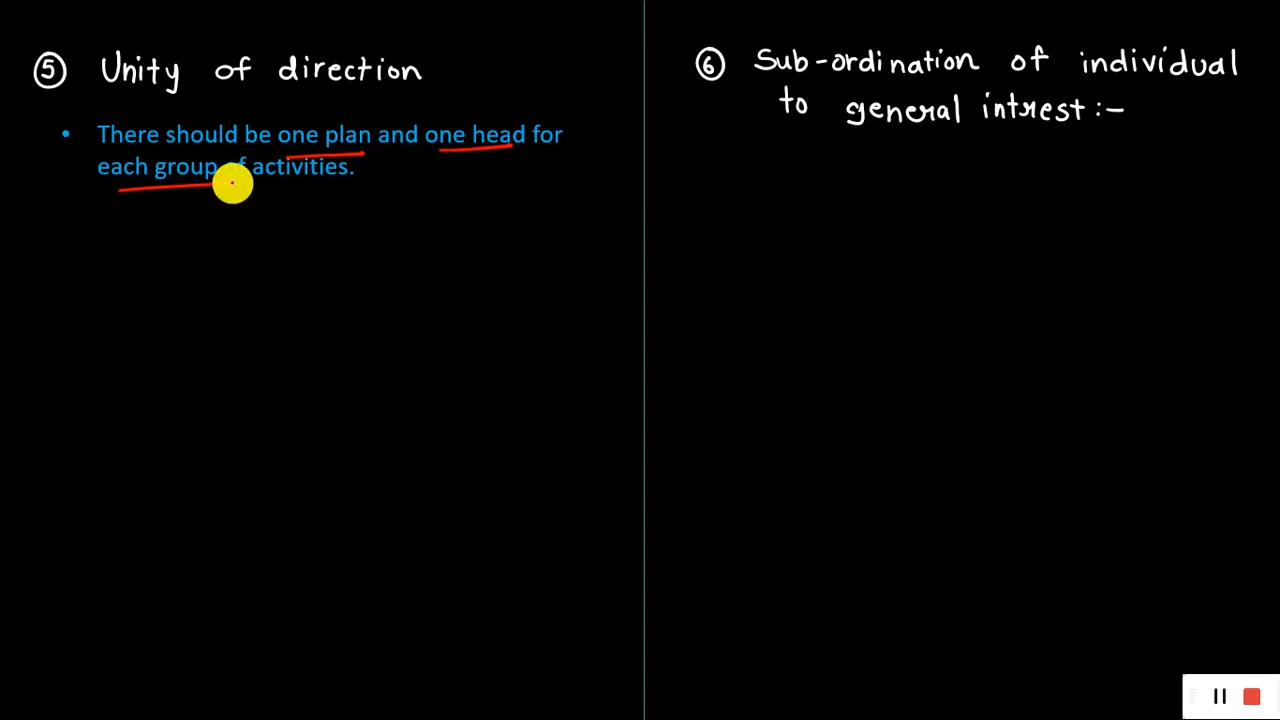 ⑤ Unity of direction
• There should be one plan and one head for
each group of activities.
⑥ Sub-ordination of individual
to general intrest:-